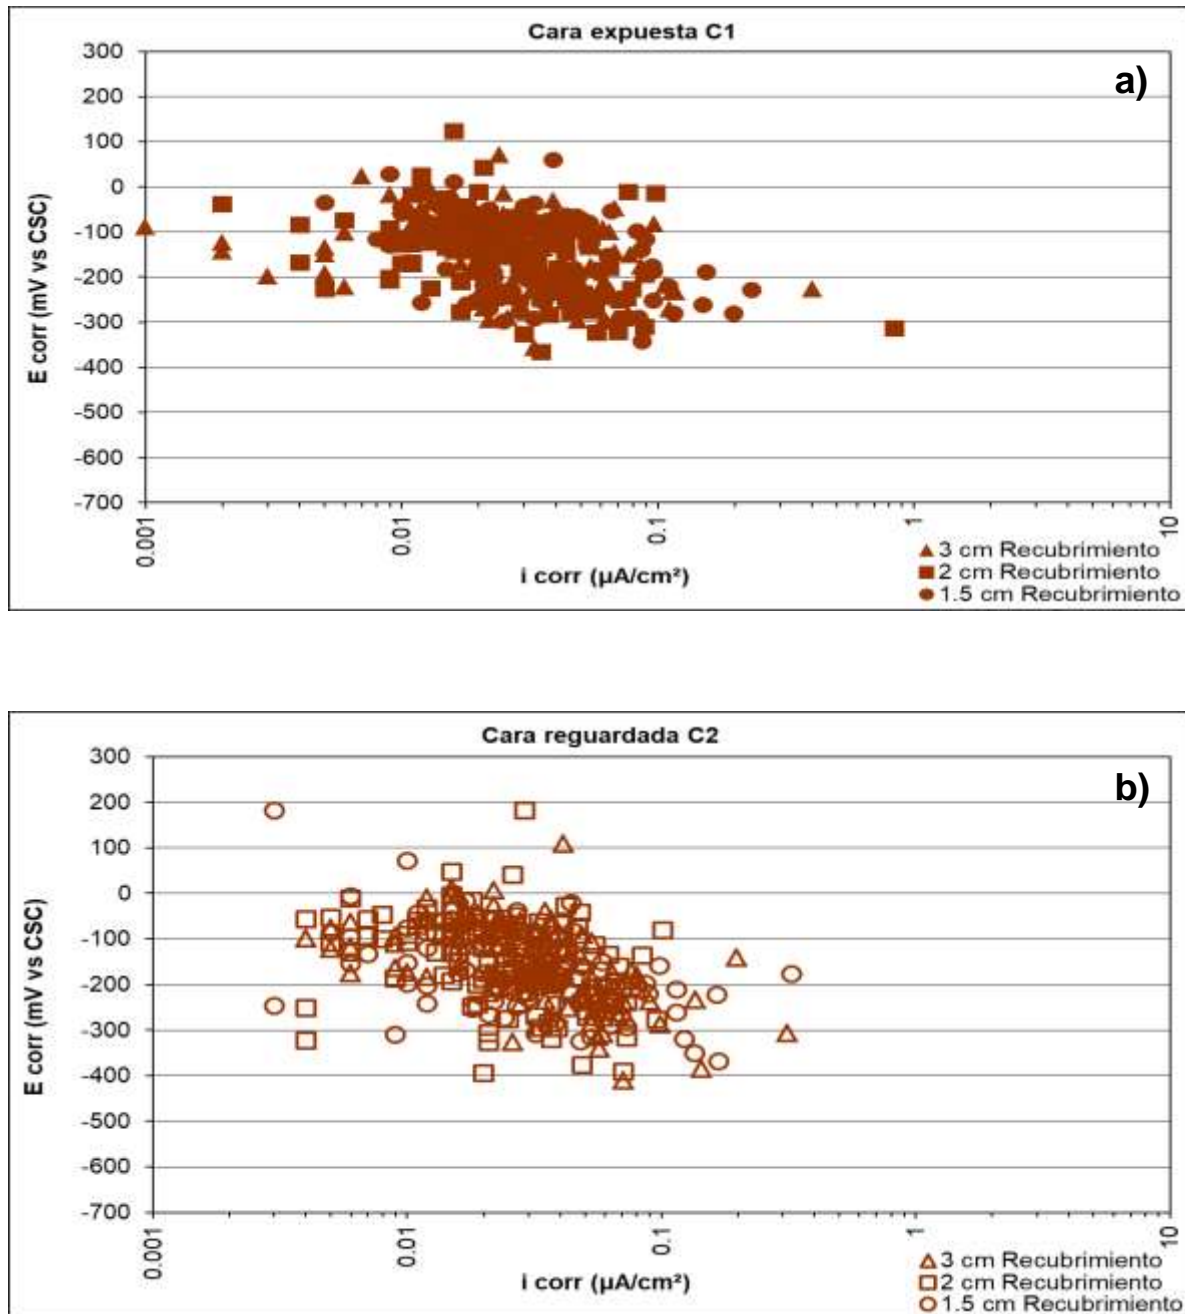 Cara expuesta C1
a)
300
200
100
0
-100
-200
-300
-400
-500
-600
-700
E corr (mV vs CSC)
0.001
0.01
0.1
1
10
i corr (µA/cm²)
3 cm Recubrimiento
2 cm Recubrimiento
1.5 cm Recubrimiento
Cara reguardada C2
b)
300
200
100
0
-100
-200
-300
-400
-500
-600
-700
E corr (mV vs CSC)
0.001
0.01
0.1
1
10
i corr (µA/cm²)
3 cm Recubrimiento
2 cm Recubrimiento
1.5 cm Recubrimiento